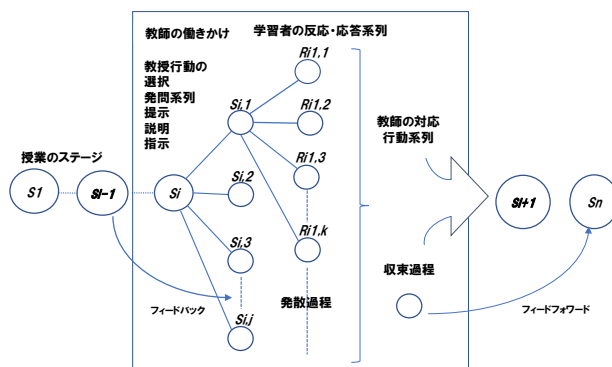 教師の働きかけ
学習者の反応・応答系列
教授行動の
選択
発問系列
提示
説明
指示
Ri1,1
Si,1
Ri1,2
教師の対応
行動系列
授業のステージ
Ri1,3
S1
Si-1
Si
Si,2
Si+1
Sn
Si,3
Ri1,k
収束過程
フィードバック
発散過程
Si,j
フィードフォワード